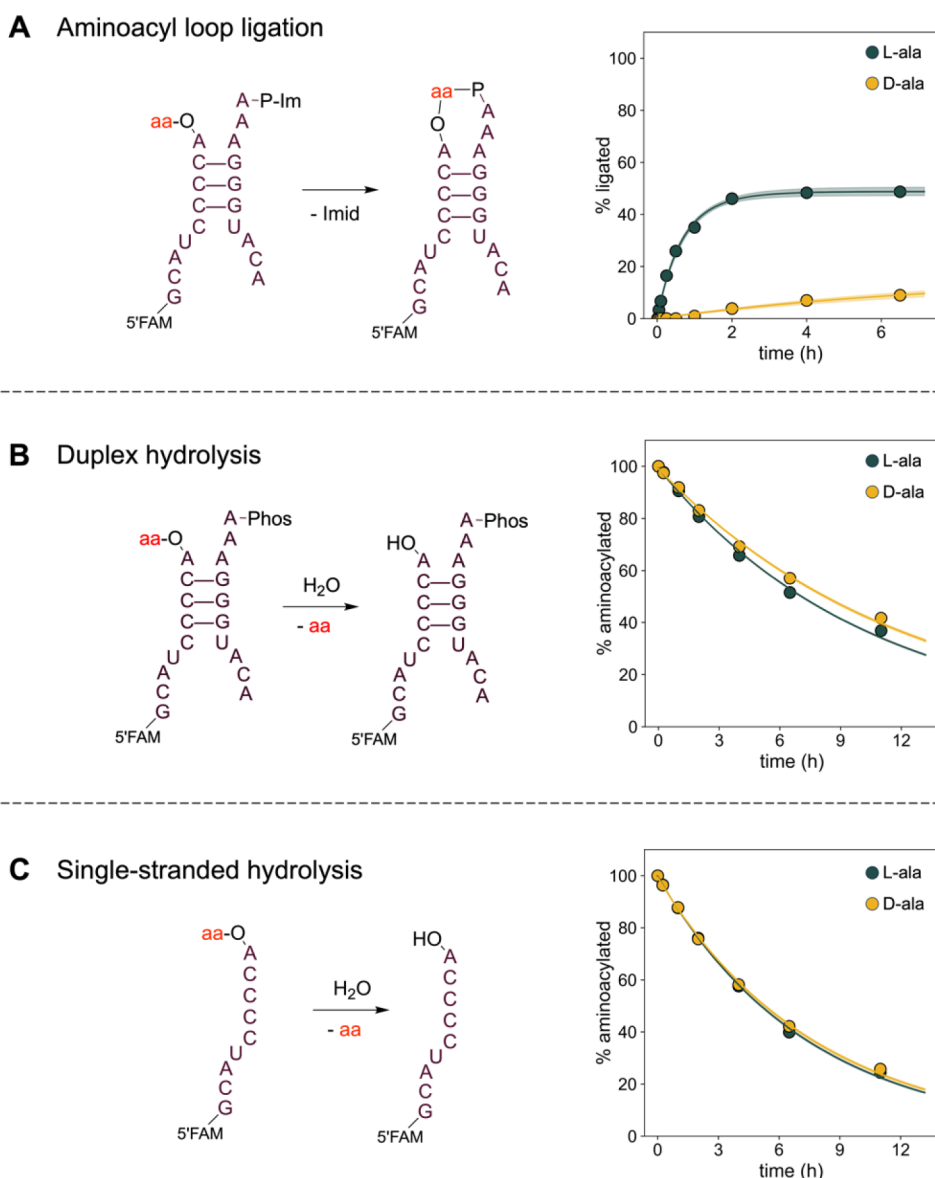 A Aminoacyl loop ligation
aa-O
A
C
C
C
C
U
A
C
G
5'FAM
A-P-Im
A
A
G
G
G
U
A
C
A
- Imid
aa-P
O
A
C
C
C
C
U
A
C
G
5'FAM
A
A
A
G
G
G
U
A
C
A
% ligated
100
80
60
40
20
0
0 2 4 6
time (h)
L-ala
D-ala
B Duplex hydrolysis
aa-O
A
C
C
C
C
U
A
C
G
5'FAM
A-Phos
A
A
G
G
G
U
A
C
A
H2O
- aa
HO
A
C
C
C
C
U
A
C
G
5'FAM
A-Phos
A
A
G
G
G
U
A
C
A
% aminoacylated
100
80
60
40
20
0
0 3 6 9 12
time (h)
L-ala
D-ala
C Single-stranded hydrolysis
aa-O
A
C
C
C
C
U
A
C
G
5'FAM
H2O
- aa
HO
A
C
C
C
C
U
A
C
G
5'FAM
% aminoacylated
100
80
60
40
20
0
0 3 6 9 12
time (h)
L-ala
D-ala